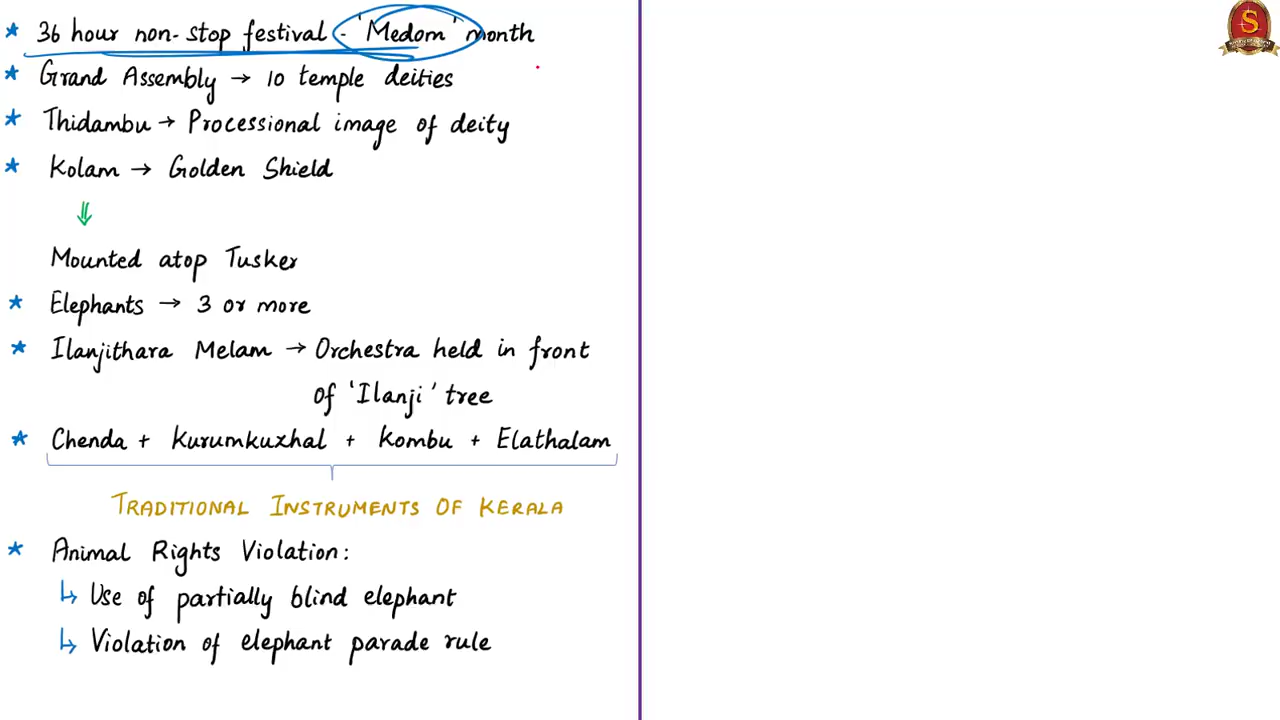 * 36 hour non-stop festival - 'Medom' month
* Grand Assembly → 10 temple deities
* Thidambu → Processional image of deity
* Kolam → Golden Shield
⇓
Mounted atop Tusker
* Elephants → 3 or more
* Ilanjithara Melam → Orchestra held in front
of 'Ilanji' tree
* Chenda + Kurumkuzhal + Kombu + Elathalam
TRADITIONAL INSTRUMENTS OF KERALA
* Animal Rights Violation:
↳ Use of partially blind elephant
↳ Violation of elephant parade rule
S